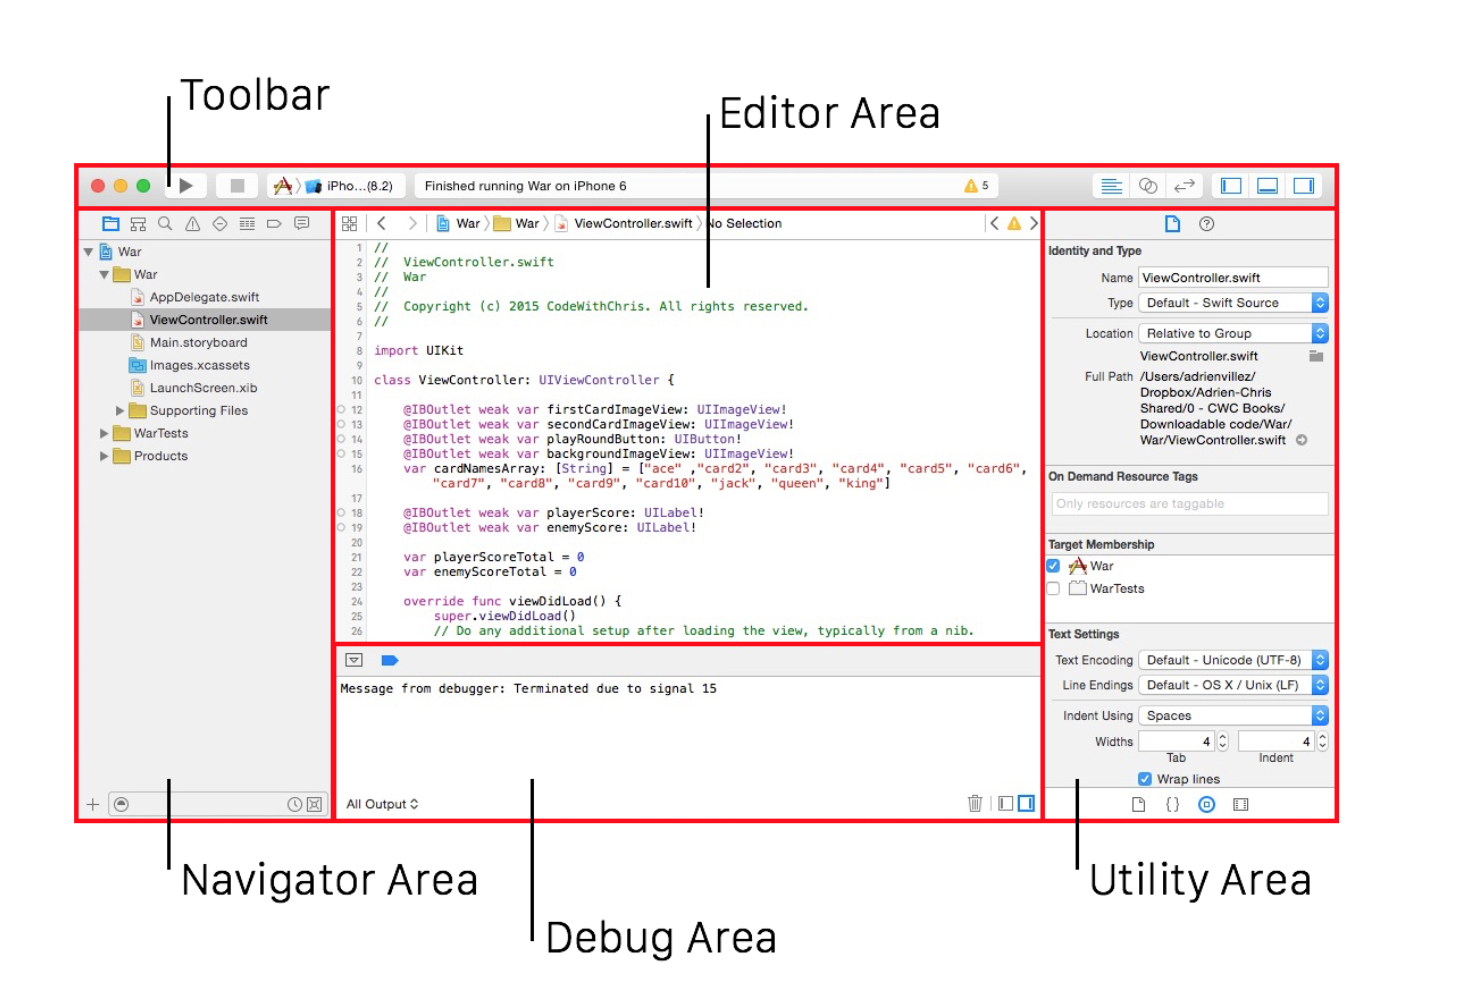 Toolbar
Editor Area
iPho...(8.2)
Finished running War on iPhone 6
5
War
War
AppDelegate.swift
ViewController.swift
Main.storyboard
Images.xcassets
LaunchScreen.xib
Supporting Files
WarTests
Products
War 〉 War 〉 ViewController.swift 〉 No Selection
1 //
2 // ViewController.swift
3 // War
4 //
5 // Copyright (c) 2015 CodeWithChris. All rights reserved.
6 //
7
8 import UIKit
9
10 class ViewController: UIViewController {
11
12 @IBOutlet weak var firstCardImageView: UIImageView!
13 @IBOutlet weak var secondCardImageView: UIImageView!
14 @IBOutlet weak var playRoundButton: UIButton!
15 @IBOutlet weak var backgroundImageView: UIImageView!
16 var cardNamesArray: [String] = ["ace" ,"card2", "card3", "card4", "card5", "card6",
"card7", "card8", "card9", "card10", "jack", "queen", "king"]
17
18 @IBOutlet weak var playerScore: UILabel!
19 @IBOutlet weak var enemyScore: UILabel!
20
21 var playerScoreTotal = 0
22 var enemyScoreTotal = 0
23
24 override func viewDidLoad() {
25 super.viewDidLoad()
26 // Do any additional setup after loading the view, typically from a nib.
Message from debugger: Terminated due to signal 15
All Output
Identity and Type
Name ViewController.swift
Type Default - Swift Source
Location Relative to Group
ViewController.swift
Full Path /Users/adrienvillez/
Dropbox/Adrien-Chris
Shared/0 - CWC Books/
Downloadable code/War/
War/ViewController.swift
On Demand Resource Tags
Only resources are taggable
Target Membership
War
WarTests
Text Settings
Text Encoding Default - Unicode (UTF-8)
Line Endings Default - OS X / Unix (LF)
Indent Using Spaces
Widths 4 4
Tab Indent
Wrap lines
{}
Navigator Area
Utility Area
Debug Area